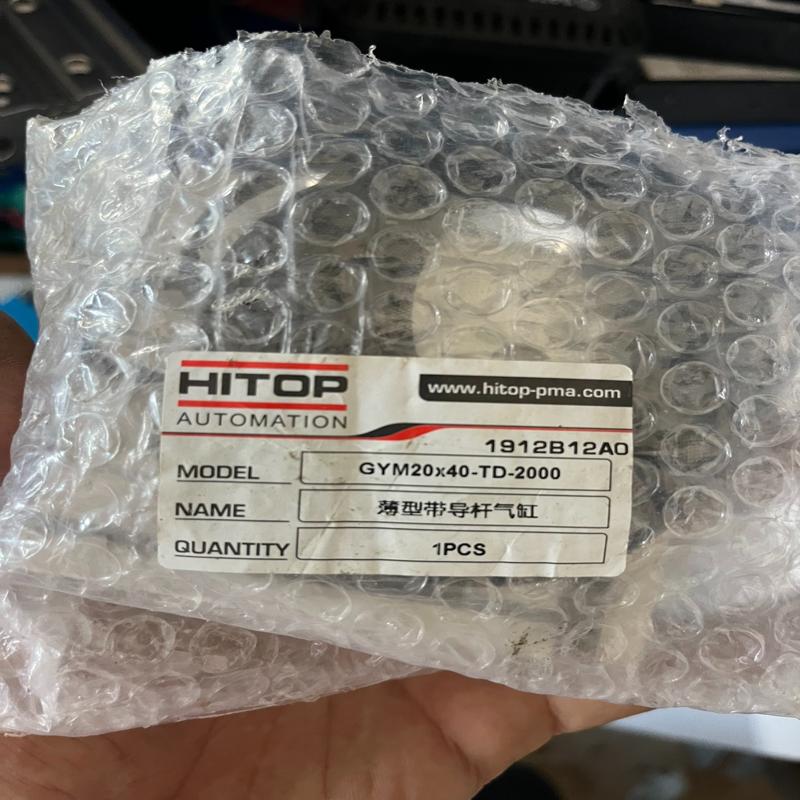 HITOP
www.hitop-pma.com
AUTOMATION
1912B12A0
MODEL GYM20x40-TD-2000
NAME 薄型带导杆气缸
QUANTITY 1PCS